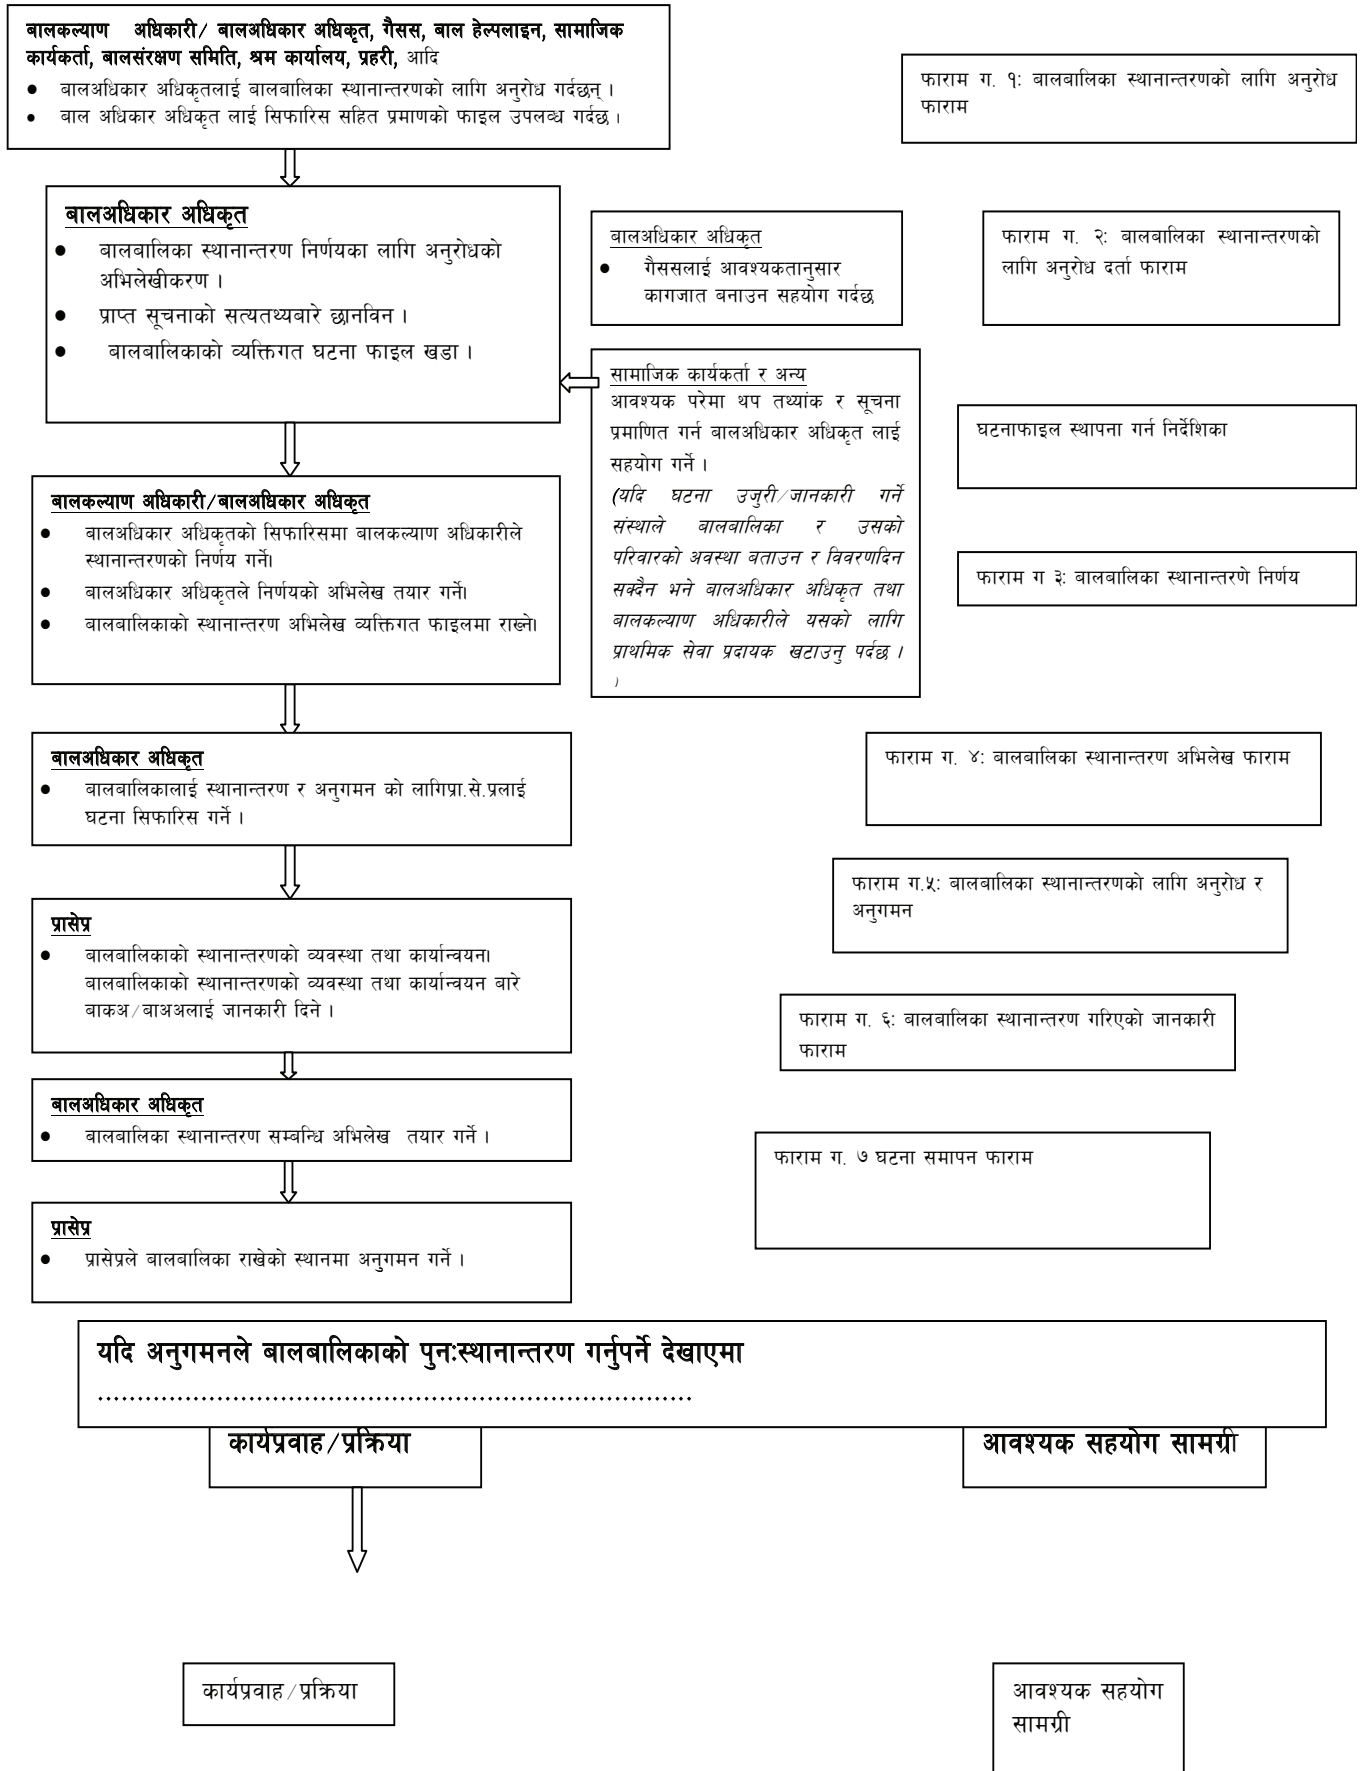 बालकल्याण अधिकारी/ बालअधिकार अधिकृत, गैसस, बाल हेल्पलाइन, सामाजिक
कार्यकर्ता, बालसंरक्षण समिति, श्रम कार्यालय, प्रहरी, आदि
● बालअधिकार अधिकृतलाई बालबालिका स्थानान्तरणको लागि अनुरोध गर्दछन् ।
● बाल अधिकार अधिकृत लाई सिफारिस सहित प्रमाणको फाइल उपलव्ध गर्दछ ।
फाराम ग. १: बालबालिका स्थानान्तरणको लागि अनुरोध
फाराम
बालअधिकार अधिकृत
● बालबालिका स्थानान्तरण निर्णयका लागि अनुरोधको
अभिलेखीकरण ।
● प्राप्त सूचनाको सत्यतथ्यबारे छानविन ।
● बालबालिकाको व्यक्तिगत घटना फाइल खडा ।
बालअधिकार अधिकृत
● गैससलाई आवश्यकतानुसार
कागजात बनाउन सहयोग गर्दछ
फाराम ग. २: बालबालिका स्थानान्तरणको
लागि अनुरोध दर्ता फाराम
सामाजिक कार्यकर्ता र अन्य
आवश्यक परेमा थप तथ्यांक र सूचना
प्रमाणित गर्न बालअधिकार अधिकृत लाई
सहयोग गर्ने ।
(यदि घटना उजुरी/जानकारी गर्ने
संस्थाले बालबालिका र उसको
परिवारको अवस्था बताउन र विवरणदिन
सक्दैन भने बालअधिकार अधिकृत तथा
बालकल्याण अधिकारीले यसको लागि
प्राथमिक सेवा प्रदायक खटाउनु पर्दछ ।
)
घटनाफाइल स्थापना गर्न निर्देशिका
बालकल्याण अधिकारी/बालअधिकार अधिकृत
● बालअधिकार अधिकृतको सिफारिसमा बालकल्याण अधिकारीले
स्थानान्तरणको निर्णय गर्ने।
● बालअधिकार अधिकृतले निर्णयको अभिलेख तयार गर्ने।
● बालबालिकाको स्थानान्तरण अभिलेख व्यक्तिगत फाइलमा राख्ने।
फाराम ग ३: बालबालिका स्थानान्तरणे निर्णय
बालअधिकार अधिकृत
● बालबालिकालाई स्थानान्तरण र अनुगमन को लागिप्रा.से.प्रलाई
घटना सिफारिस गर्ने ।
फाराम ग. ४: बालबालिका स्थानान्तरण अभिलेख फाराम
फाराम ग.५: बालबालिका स्थानान्तरणको लागि अनुरोध र
अनुगमन
प्रासेप्र
● बालबालिकाको स्थानान्तरणको व्यवस्था तथा कार्यान्वयन।
बालबालिकाको स्थानान्तरणको व्यवस्था तथा कार्यान्वयन बारे
बाकअ/बाअअलाई जानकारी दिने ।
फाराम ग. ६: बालबालिका स्थानान्तरण गरिएको जानकारी
फाराम
बालअधिकार अधिकृत
● बालबालिका स्थानान्तरण सम्बन्धि अभिलेख तयार गर्ने ।
फाराम ग. ७ घटना समापन फाराम
प्रासेप्र
● प्रासेप्रले बालबालिका राखेको स्थानमा अनुगमन गर्ने ।
यदि अनुगमनले बालबालिकाको पुनःस्थानान्तरण गर्नुपर्ने देखाएमा
...........................................................................
कार्यप्रवाह/प्रक्रिया
आवश्यक सहयोग सामग्री
कार्यप्रवाह/प्रक्रिया
आवश्यक सहयोग
सामग्री